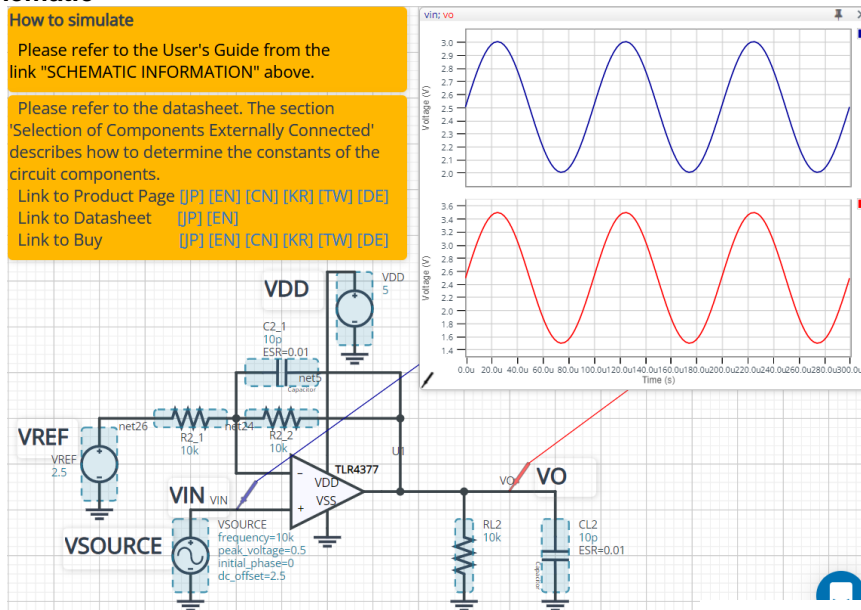 How to simulate
Please refer to the User's Guide from the
link "SCHEMATIC INFORMATION" above.
Please refer to the datasheet. The section
'Selection of Components Externally Connected'
describes how to determine the constants of the
circuit components.
Link to Product Page [JP] [EN] [CN] [KR] [TW] [DE]
Link to Datasheet [JP] [EN]
Link to Buy [JP] [EN] [CN] [KR] [TW] [DE]
vin; vo
Voltage (V)
3.0
2.9
2.8
2.7
2.6
2.5
2.4
2.3
2.2
2.1
2.0
Voltage (V)
3.6
3.4
3.2
3.0
2.8
2.6
2.4
2.2
2.0
1.8
1.6
1.4
0.0u 20.0u 40.0u 60.0u 80.0u 100.0u 120.0u 140.0u 160.0u 180.0u 200.0u 220.0u 240.0u 260.0u 280.0u 300.0u
Time (s)
VDD
VDD
5
C2_1
10p
ESR=0.01
net5
Capacitor
net26
R2_1
10k
net24
R2_2
10k
VREF
VREF
2.5
U1
TLR4377
VDD
VSS
−
+
VIN
VIN
VO
VO
VSOURCE
VSOURCE
frequency=10k
peak_voltage=0.5
initial_phase=0
dc_offset=2.5
RL2
10k
CL2
10p
ESR=0.01
Capacitor